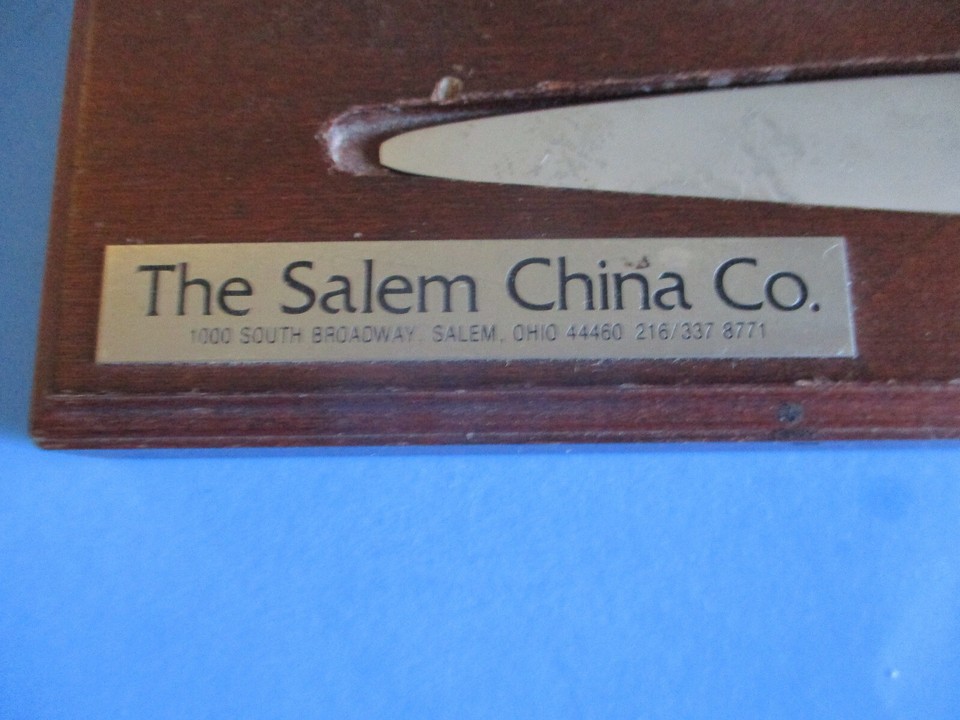 The Salem China Co.
1000 SOUTH BROADWAY, SALEM, OHIO 44460 216/337 8771